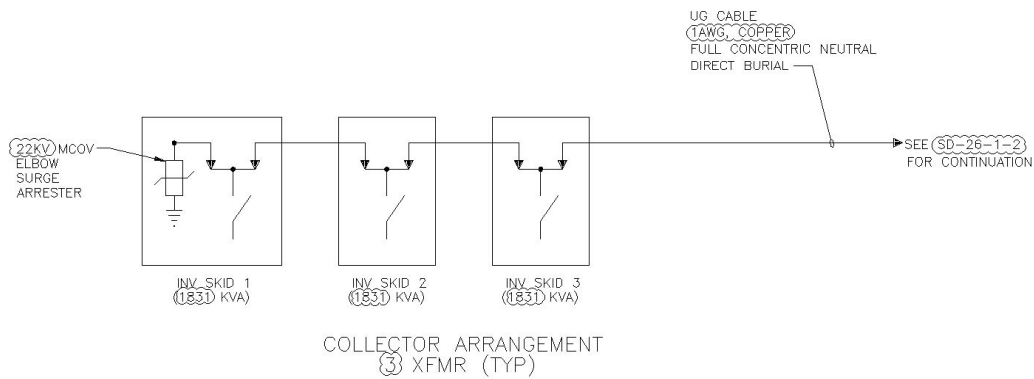 UG CABLE
1AWG, COPPER
FULL CONCENTRIC NEUTRAL
DIRECT BURIAL
22KV MCOV
ELBOW
SURGE
ARRESTER
SEE SD-26-1-2
FOR CONTINUATION
INV SKID 1
(1831 KVA)
INV SKID 2
(1831 KVA)
INV SKID 3
(1831 KVA)
COLLECTOR ARRANGEMENT
3 XFMR (TYP)